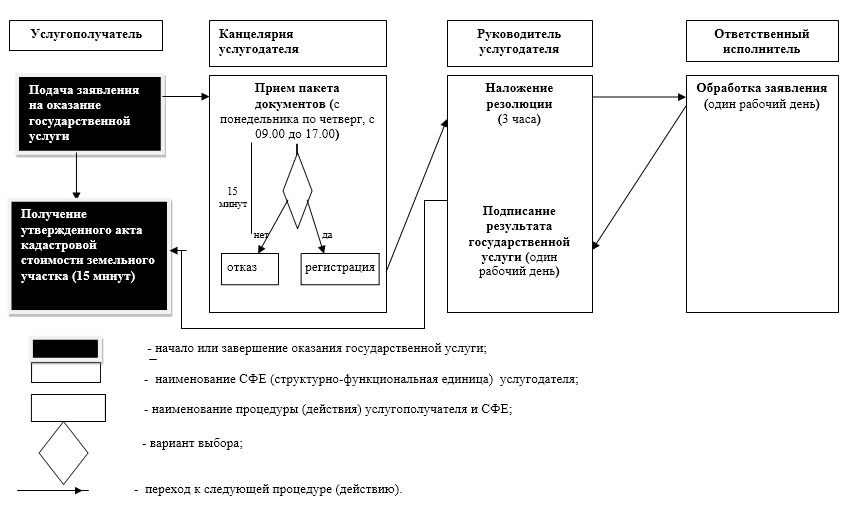 Услугополучатель
Канцелярия
услугодателя
Руководитель
услугодателя
Ответственный
исполнитель
Подача заявления
на оказание
государственной
услуги
Получение
утвержденного акта
кадастровой
стоимости земельного
участка (15 минут)
Прием пакета
документов (с
понедельника по четверг, с
09.00 до 17.00)
15
минут
нет
да
отказ
регистрация
Наложение
резолюции
(3 часа)
Подписание
результата
государственной
услуги (один
рабочий день)
Обработка заявления
(один рабочий день)
- начало или завершение оказания государственной услуги;
- наименование СФЕ (структурно-функциональная единица) услугодателя;
- наименование процедуры (действия) услугополучателя и СФЕ;
- вариант выбора;
- переход к следующей процедуре (действию).